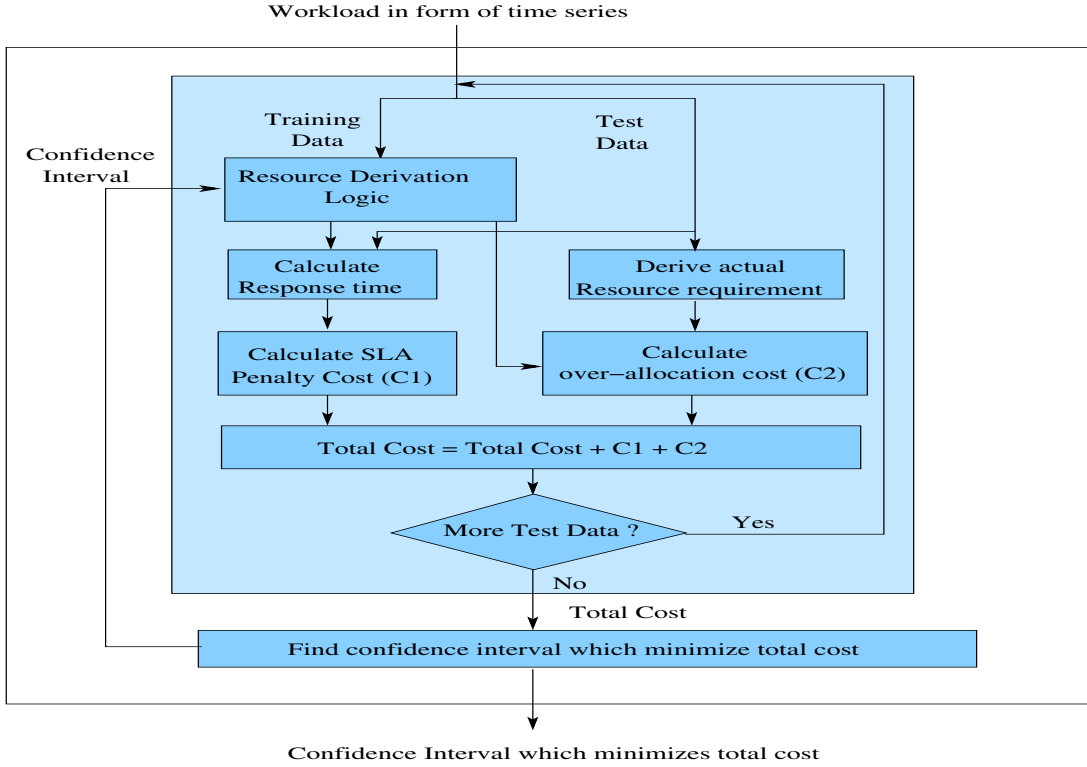 Workload in form of time series
Training
Data
Test
Data
Confidence
Interval
Resource Derivation
Logic
Calculate
Response time
Derive actual
Resource requirement
Calculate SLA
Penalty Cost (C1)
Calculate
over−allocation cost (C2)
Total Cost = Total Cost + C1 + C2
More Test Data ?
Yes
No
Total Cost
Find confidence interval which minimize total cost
Confidence Interval which minimizes total cost